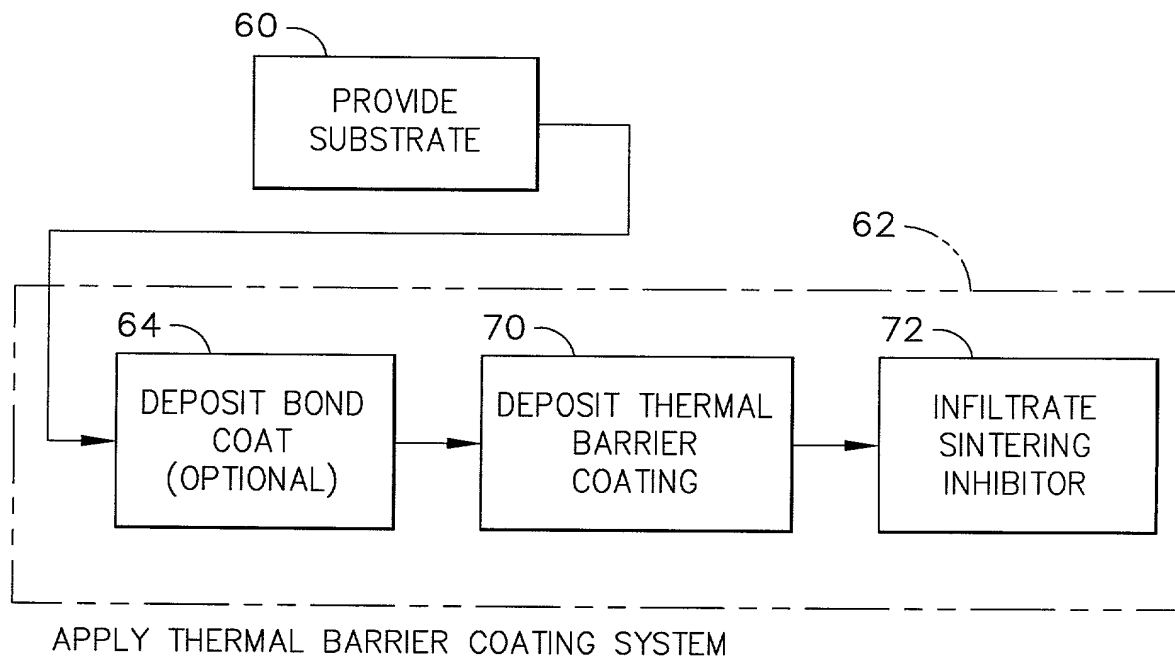 60
PROVIDE
SUBSTRATE
62
64
DEPOSIT BOND
COAT
(OPTIONAL)
70
DEPOSIT THERMAL
BARRIER
COATING
72
INFILTRATE
SINTERING
INHIBITOR
APPLY THERMAL BARRIER COATING SYSTEM